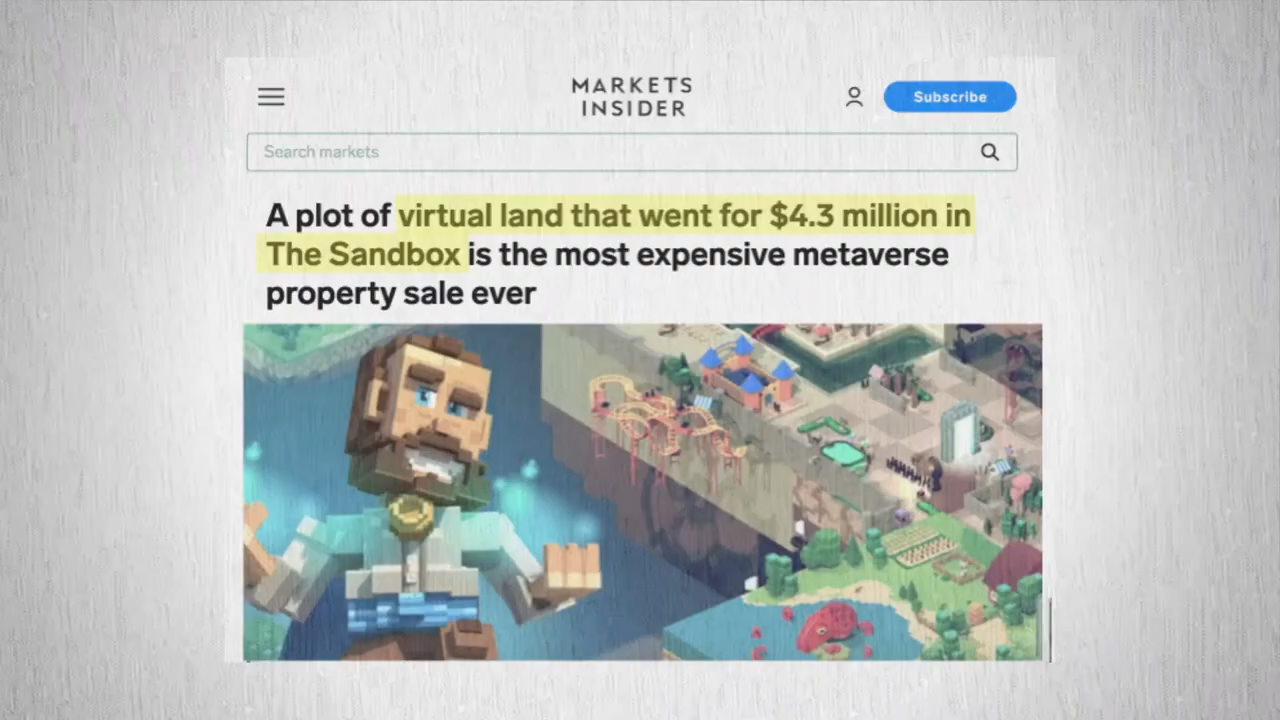 MARKETS
INSIDER
Subscribe
Search markets
A plot of virtual land that went for $4.3 million in
The Sandbox is the most expensive metaverse
property sale ever